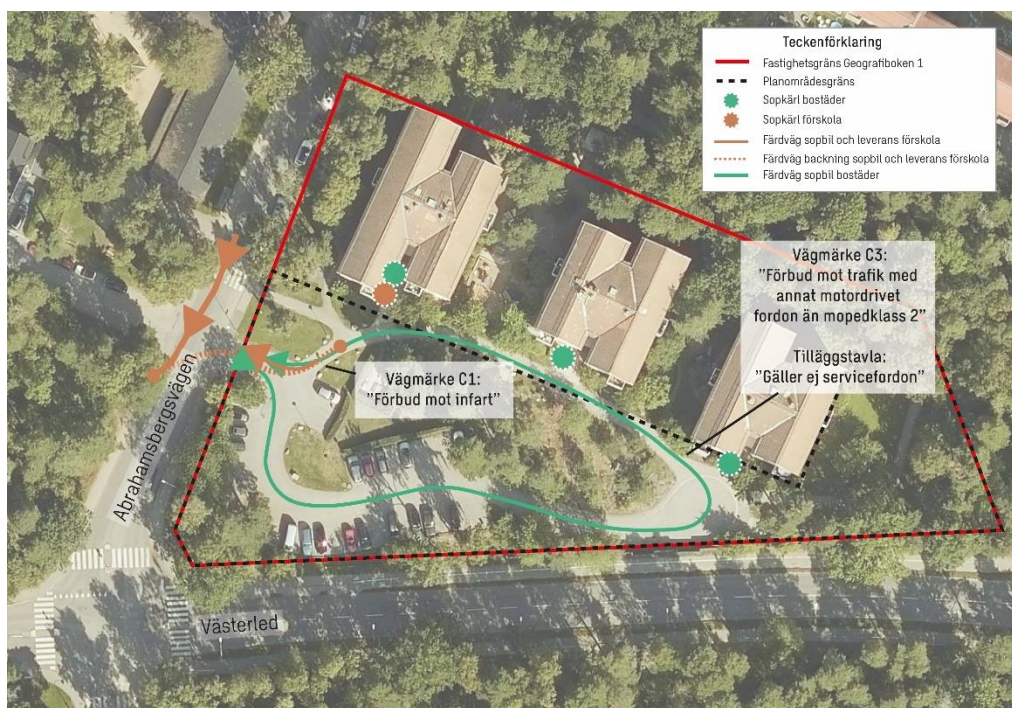 Teckenförklaring
Fastighetsgräns Geografiboken 1
Planområdesgräns
Sopkärl bostäder
Sopkärl förskola
Färdväg sopbil och leverans förskola
Färdväg backning sopbil och leverans förskola
Färdväg sopbil bostäder
Vägmärke C3:
"Förbud mot trafik med
annat motordrivet
fordon än mopedklass 2"
Tilläggstavla:
"Gäller ej servicefordon"
Vägmärke C1:
"Förbud mot infart"
Abrahamsbergsvägen
Västerled